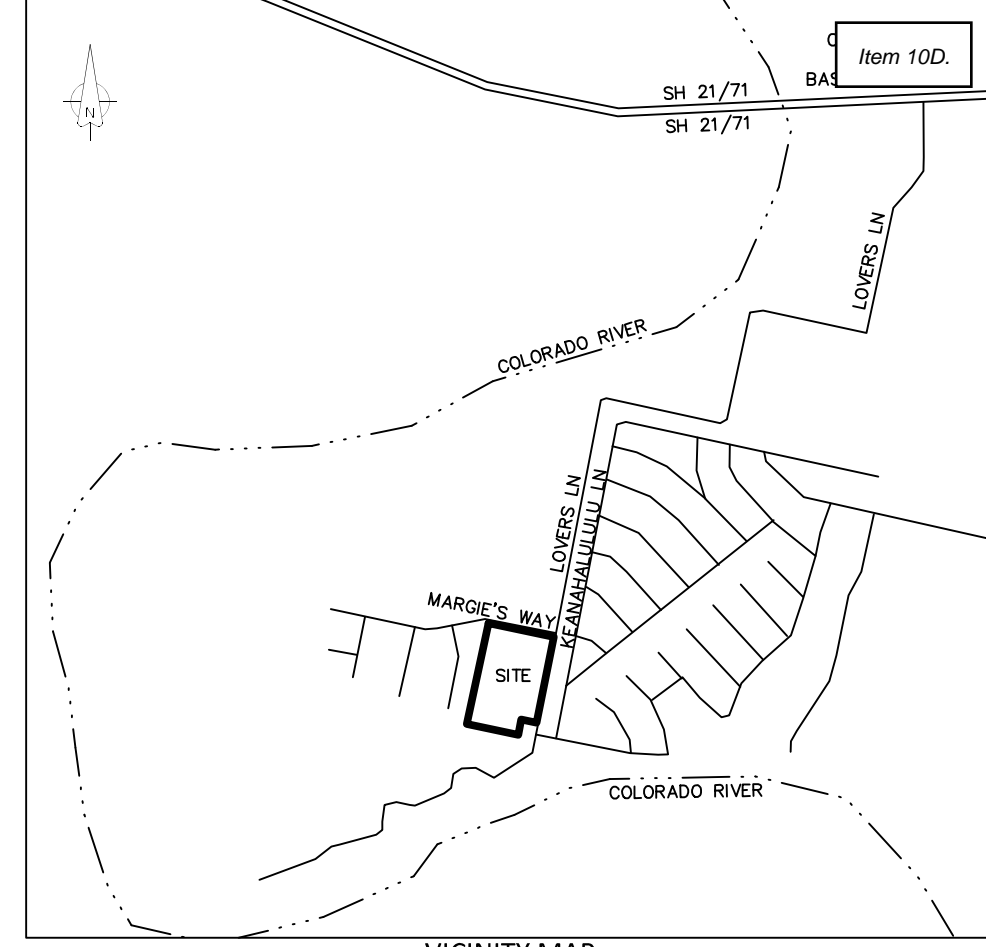 Item 10D.
SH 21/71
SH 21/71
N
LOVERS LN
COLORADO RIVER
LOVERS LN
KEANAHALULULU LN
MARGIE'S WAY
SITE
COLORADO RIVER
VICINITY MAP